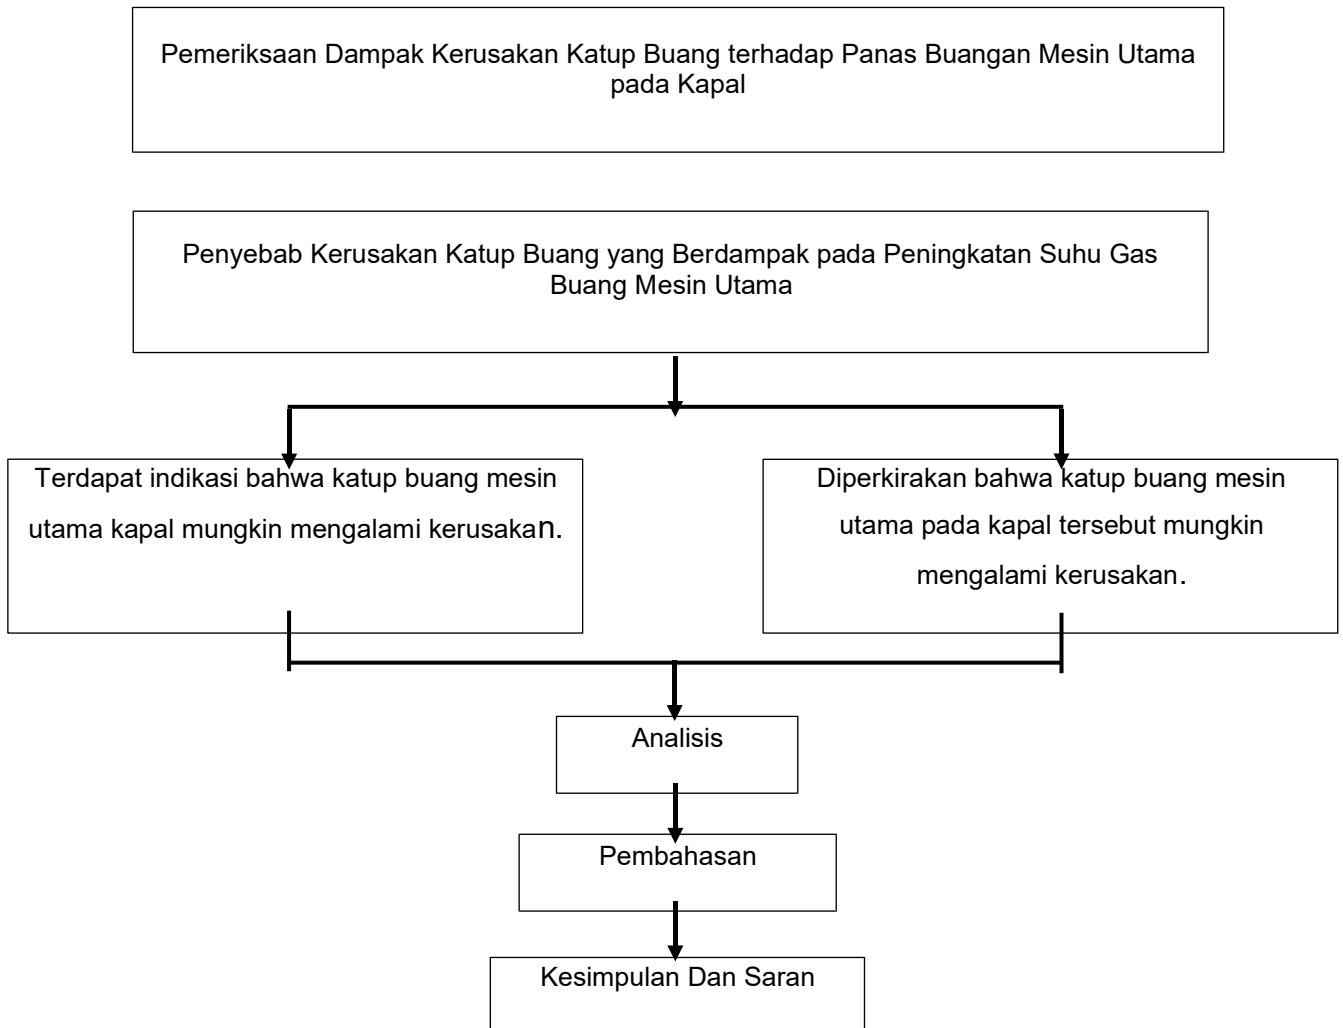 Pemeriksaan Dampak Kerusakan Katup Buang terhadap Panas Buangan Mesin Utama
pada Kapal
Penyebab Kerusakan Katup Buang yang Berdampak pada Peningkatan Suhu Gas
Buang Mesin Utama
Terdapat indikasi bahwa katup buang mesin
utama kapal mungkin mengalami kerusakan.
Diperkirakan bahwa katup buang mesin
utama pada kapal tersebut mungkin
mengalami kerusakan.
Analisis
Pembahasan
Kesimpulan Dan Saran